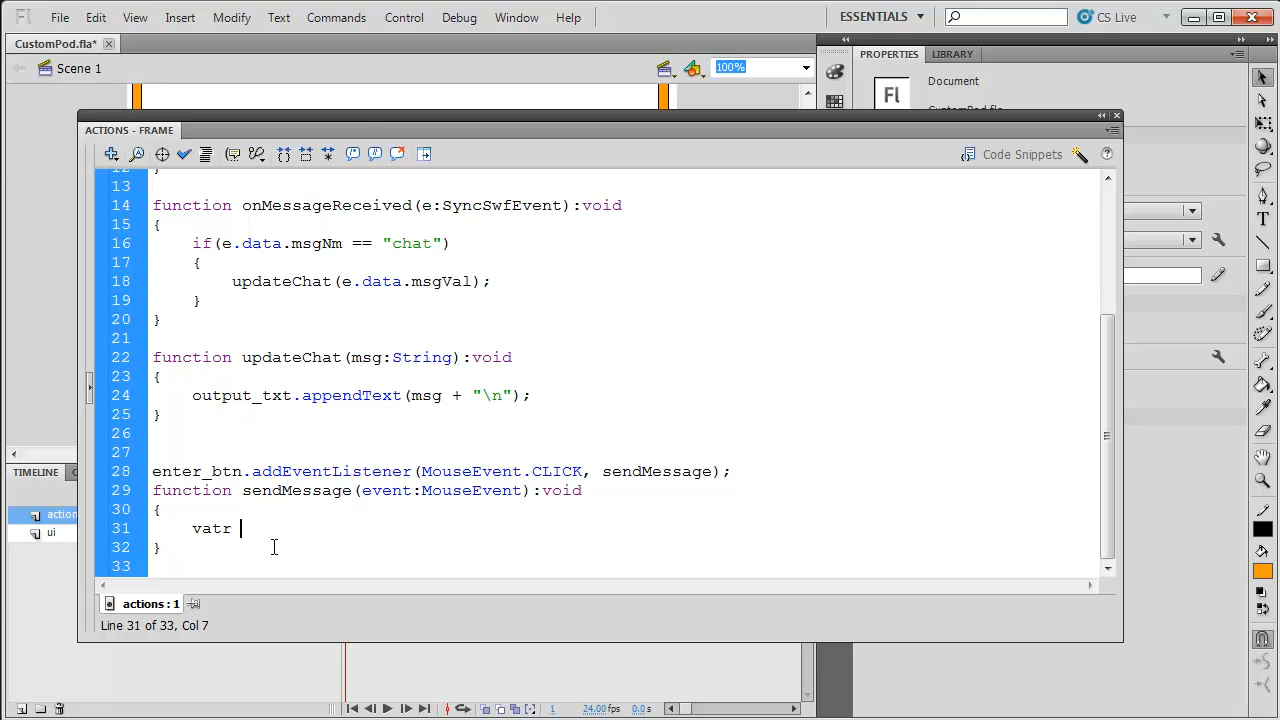 Fl File Edit View Insert Modify Text Commands Control Debug Window Help ESSENTIALS CS Live
CustomPod.fla*
Scene 1 100%
PROPERTIES LIBRARY
Fl Document
ACTIONS - FRAME
Code Snippets
12 }
13
14 function onMessageReceived(e:SyncSwfEvent):void
15 {
16 if(e.data.msgNm == "chat")
17 {
18 updateChat(e.data.msgVal);
19 }
20 }
21
22 function updateChat(msg:String):void
23 {
24 output_txt.appendText(msg + "\n");
25 }
26
27
28 enter_btn.addEventListener(MouseEvent.CLICK, sendMessage);
29 function sendMessage(event:MouseEvent):void
30 {
31 vatr
32 }
33
actions : 1
Line 31 of 33, Col 7
TIMELINE
action
ui
1 24.00 fps 0.0 s